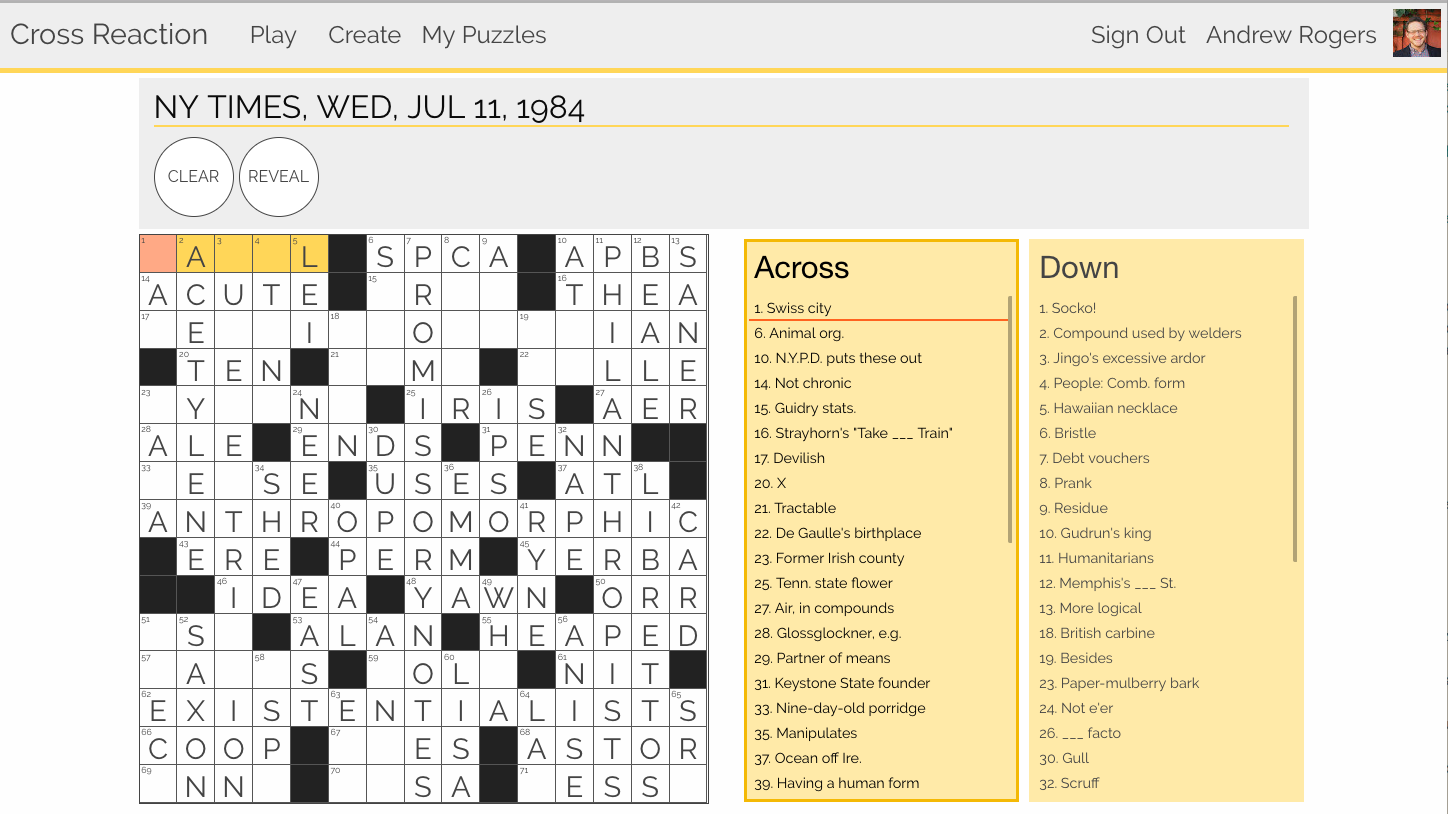 Cross Reaction Play Create My Puzzles Sign Out Andrew Rogers
NY TIMES, WED, JUL 11, 1984
CLEAR REVEAL
1 2 A 3 4 5 L 6 S 7 P 8 C 9 A 10 A 11 P 12 B 13 S
14 A C U T E 15 R 16 T H E A
17 E I 18 O 19 I A N
20 T E N 21 M 22 L L E
23 Y 24 N 25 I R 26 I S 27 A E R
28 A L E 29 E N 30 D S 31 P E 32 N N
33 E 34 S E 35 U S 36 E S 37 A T 38 L
39 A N T H R 40 O P O M O 41 R P H I 42 C
43 E R E 44 P E R M 45 Y E R B A
46 I D 47 E A 48 Y A 49 W N 50 O R R
51 52 S 53 A L 54 A N 55 H E 56 A P E D
57 A 58 S 59 O 60 L 61 N I T
62 E X I S T 63 E N T I A 64 L I S T 65 S
66 C O O P 67 E S 68 A S T O R
69 N N 70 S A 71 E S S
Across
1. Swiss city
6. Animal org.
10. N.Y.P.D. puts these out
14. Not chronic
15. Guidry stats.
16. Strayhorn's "Take ___ Train"
17. Devilish
20. X
21. Tractable
22. De Gaulle's birthplace
23. Former Irish county
25. Tenn. state flower
27. Air, in compounds
28. Glossglockner, e.g.
29. Partner of means
31. Keystone State founder
33. Nine-day-old porridge
35. Manipulates
37. Ocean off Ire.
39. Having a human form
Down
1. Socko!
2. Compound used by welders
3. Jingo's excessive ardor
4. People: Comb. form
5. Hawaiian necklace
6. Bristle
7. Debt vouchers
8. Prank
9. Residue
10. Gudrun's king
11. Humanitarians
12. Memphis's ___ St.
13. More logical
18. British carbine
19. Besides
23. Paper-mulberry bark
24. Not e'er
26. ___ facto
30. Gull
32. Scruff